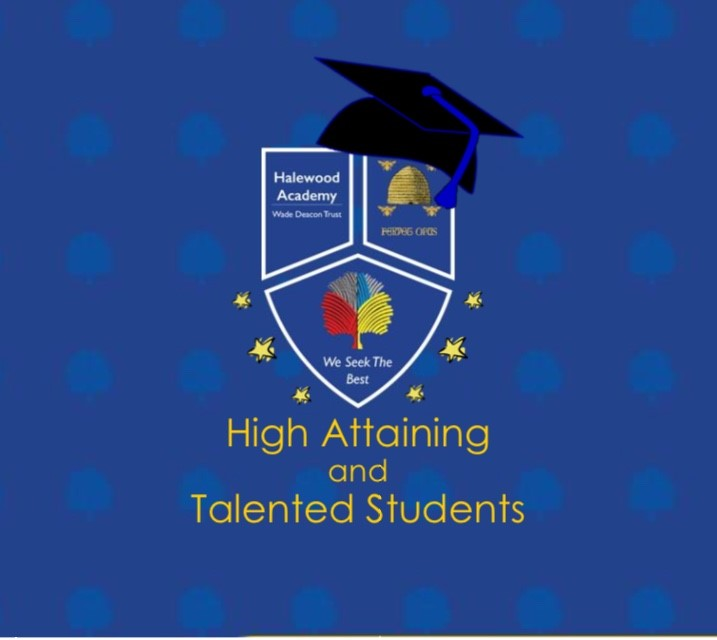 Halewood
Academy
Wade Deacon Trust
We Seek The
Best
High Attaining
and
Talented Students